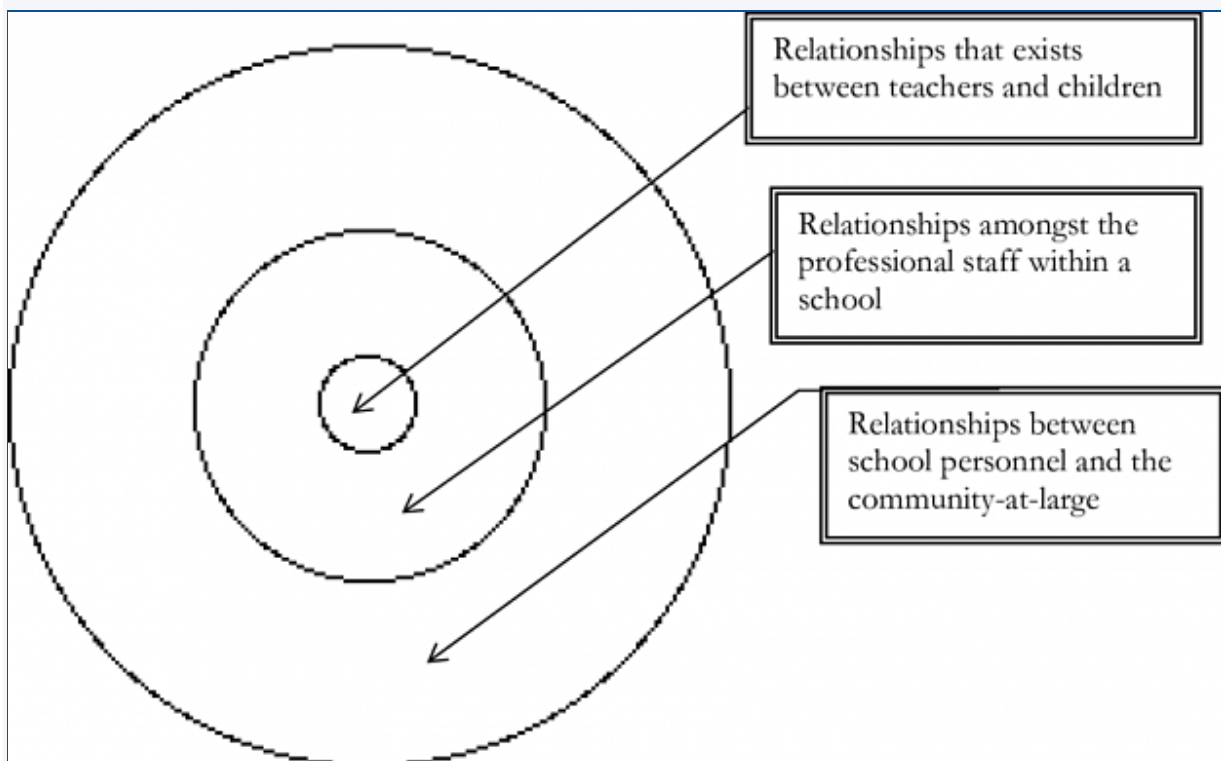 Relationships that exists
between teachers and children
Relationships amongst the
professional staff within a
school
Relationships between
school personnel and the
community-at-large